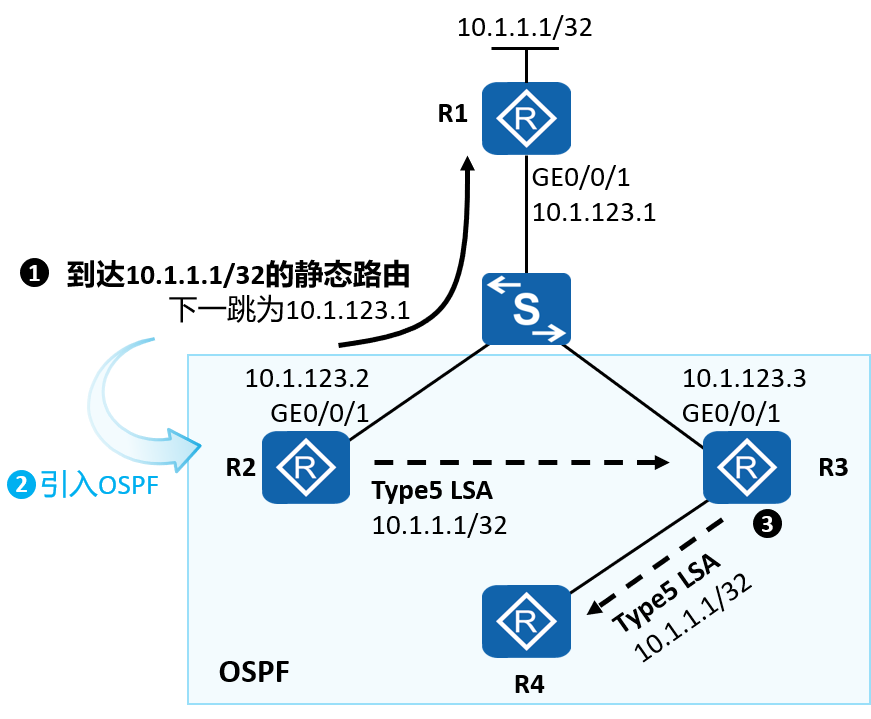 10.1.1.1/32
R
R1
GE0/0/1
10.1.123.1
❶ 到达10.1.1.1/32的静态路由
下一跳为10.1.123.1
S
10.1.123.2
GE0/0/1
10.1.123.3
GE0/0/1
R2
R
R
R3
❷ 引入OSPF
Type5 LSA
10.1.1.1/32
❸
Type5 LSA
10.1.1.1/32
R
R4
OSPF